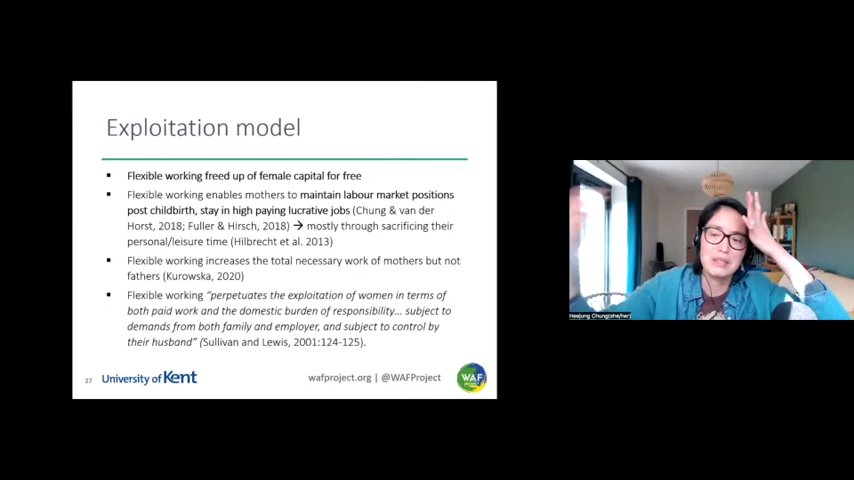 Exploitation model
Flexible working freed up of female capital for free
Flexible working enables mothers to maintain labour market positions
post childbirth, stay in high paying lucrative jobs (Chung & van der
Horst, 2018; Fuller & Hirsch, 2018) → mostly through sacrificing their
personal/leisure time (Hilbrecht et al. 2013)
Flexible working increases the total necessary work of mothers but not
fathers (Kurowska, 2020)
Flexible working “perpetuates the exploitation of women in terms of
both paid work and the domestic burden of responsibility... subject to
demands from both family and employer, and subject to control by
their husband” (Sullivan and Lewis, 2001:124-125).
27
University of Kent
wafproject.org | @WAFProject
WAF
Heejung Chung(she/her)